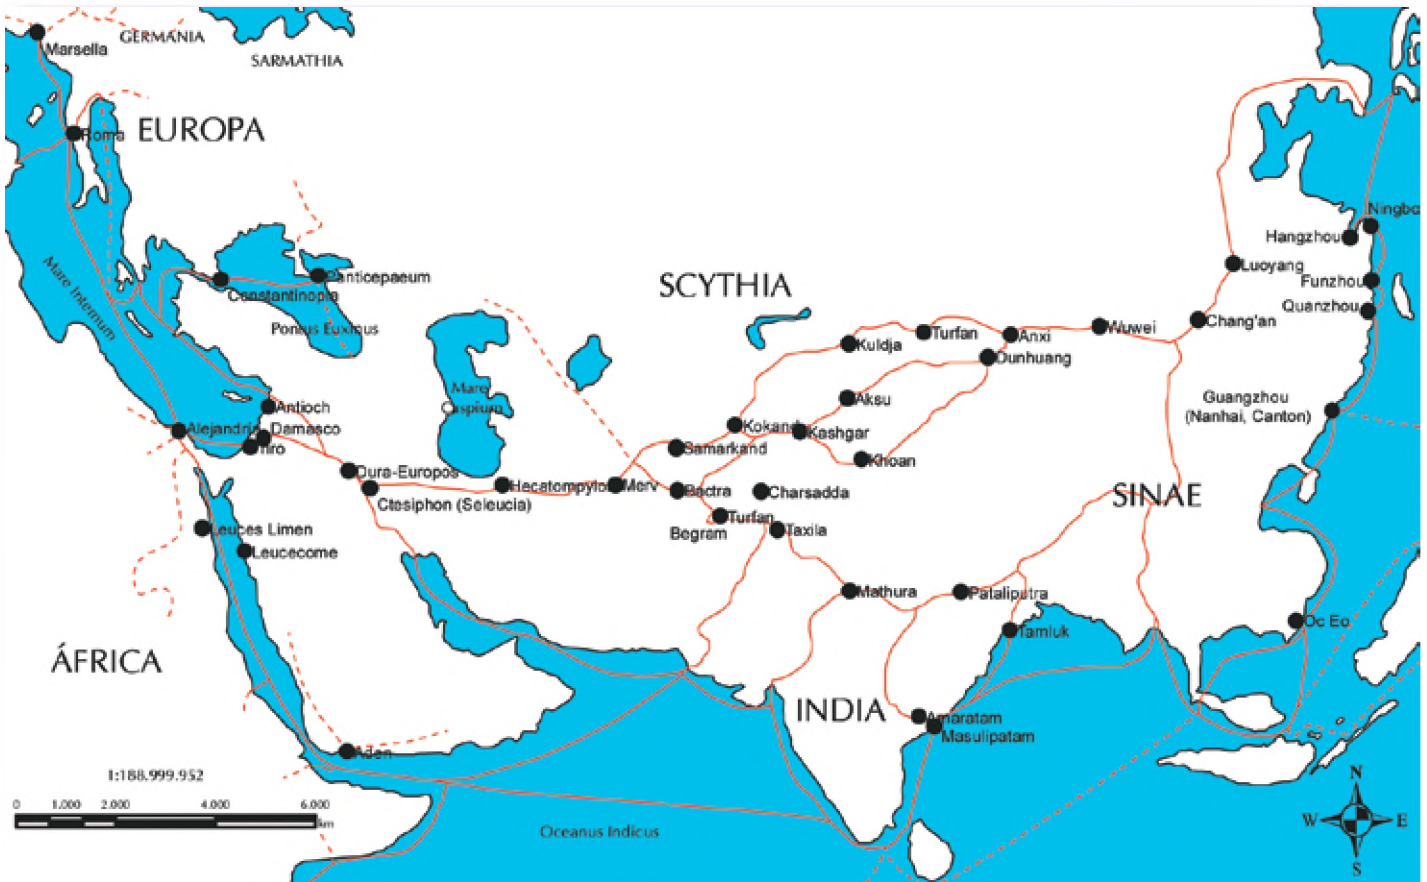 GERMANIA
Marsella
SARMATHIA
EUROPA
Roma
Ningbo
Hangzhou
Luoyang
Mare Internum
Panticepaeum
SCYTHIA
Funzhou
Constantinopla
Quanzhou
Pontus Euxicus
Chang'an
Wuwei
Turfan
Anxi
Kuldja
Dunhuang
Mare
Caspium
Aksu
Guangzhou
(Nanhai, Canton)
Antioch
Alejandria
Damasco
Kokand
Kashgar
Tiro
Samarkand
Khoan
Dura-Europos
Hecatompylos
Merv
Bactra
Charsadda
SINAE
Ctesiphon (Seleucia)
Turfan
Begram
Taxila
Leuces Limen
Leucecome
Mathura
Pataliputra
Oc Eo
Tamluk
ÁFRICA
INDIA
Amaratam
Masulipatam
Aden
1:188.999.952
0 1.000 2.000 4.000 6.000
km
Oceanus Indicus
N
W E
S